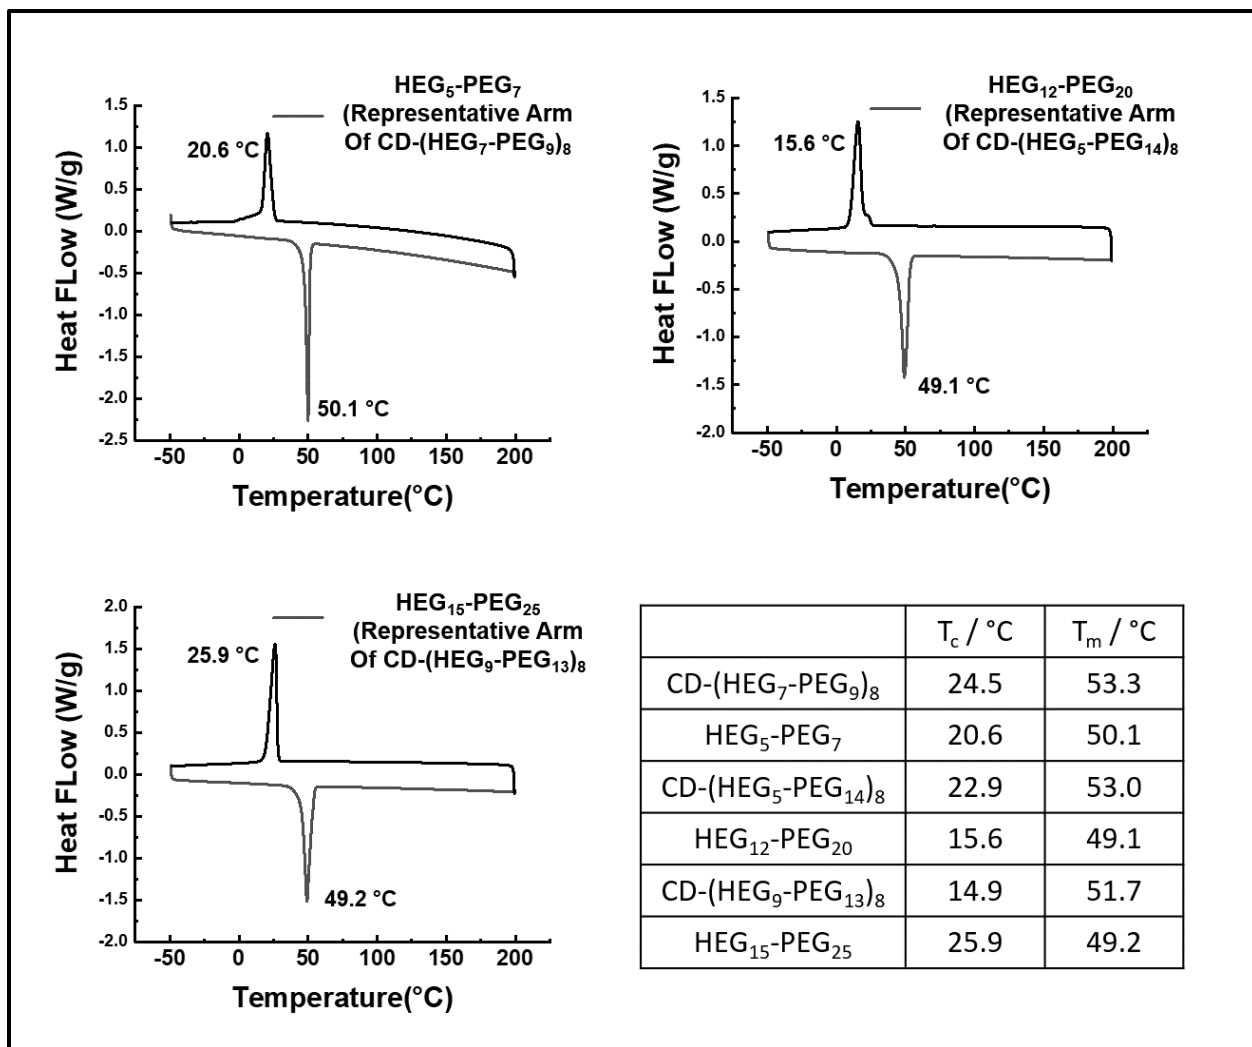 HEG₅-PEG₇
(Representative Arm
Of CD-(HEG₇-PEG₉)₈
20.6 °C
50.1 °C
Heat FLow (W/g)
1.5
1.0
0.5
0.0
-0.5
-1.0
-1.5
-2.0
-2.5
-50 0 50 100 150 200
Temperature(°C)
HEG₁₂-PEG₂₀
(Representative Arm
Of CD-(HEG₅-PEG₁₄)₈
15.6 °C
49.1 °C
Heat FLow (W/g)
1.5
1.0
0.5
0.0
-0.5
-1.0
-1.5
-2.0
-50 0 50 100 150 200
Temperature(°C)
HEG₁₅-PEG₂₅
(Representative Arm
Of CD-(HEG₉-PEG₁₃)₈
25.9 °C
49.2 °C
Heat FLow (W/g)
2.0
1.5
1.0
0.5
0.0
-0.5
-1.0
-1.5
-2.0
-50 0 50 100 150 200
Temperature(°C)
T_c / °C T_m / °C
CD-(HEG₇-PEG₉)₈ 24.5 53.3
HEG₅-PEG₇ 20.6 50.1
CD-(HEG₅-PEG₁₄)₈ 22.9 53.0
HEG₁₂-PEG₂₀ 15.6 49.1
CD-(HEG₉-PEG₁₃)₈ 14.9 51.7
HEG₁₅-PEG₂₅ 25.9 49.2